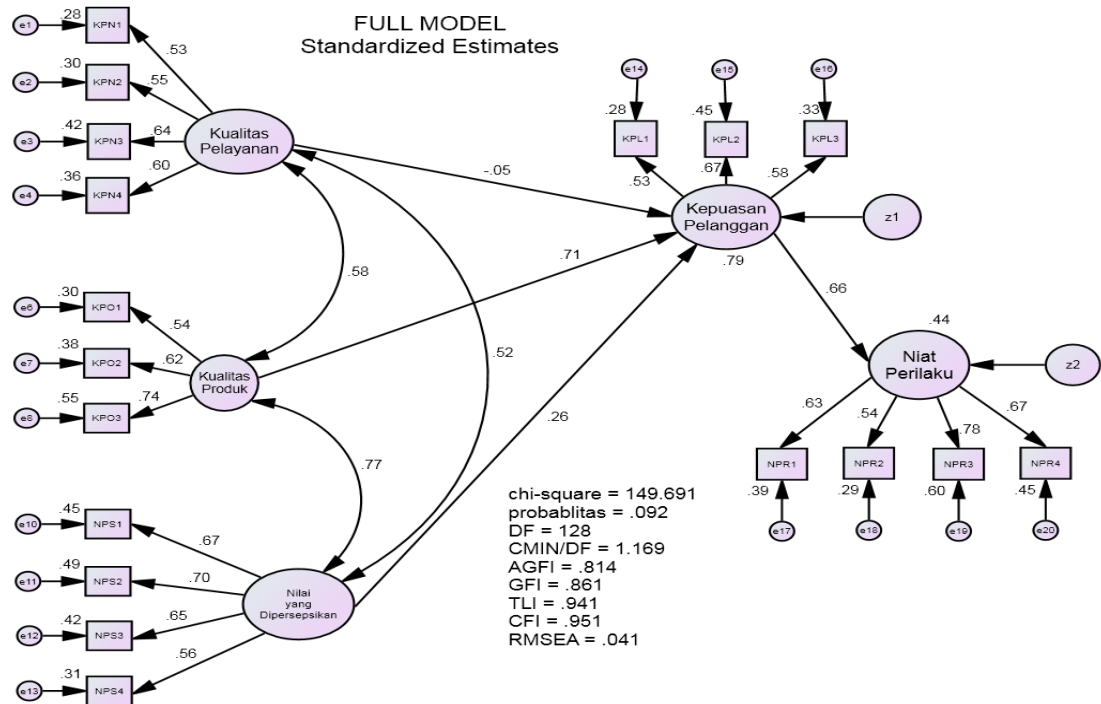 FULL MODEL
Standardized Estimates
e1
.28
KPN1
.53
e2
.30
KPN2
.55
e3
.42
KPN3
.64
e4
.36
KPN4
.60
Kualitas
Pelayanan
e14
e15
e16
.28
KPL1
.45
KPL2
.33
KPL3
.53
.67
.58
-.05
Kepuasan
Pelanggan
.79
z1
.71
.58
.66
e6
.30
KPO1
.54
e7
.38
KPO2
.62
e8
.55
KPO3
.74
Kualitas
Produk
.52
.26
.77
.44
Niat
Perilaku
z2
.63
.54
.78
.67
NPR1
NPR2
NPR3
NPR4
.39
.29
.60
.45
e17
e18
e19
e20
e10
.45
NPS1
.67
e11
.49
NPS2
.70
e12
.42
NPS3
.65
e13
.31
NPS4
.56
Nilai
yang
Dipersepsikan
chi-square = 149.691
probablitas = .092
DF = 128
CMIN/DF = 1.169
AGFI = .814
GFI = .861
TLI = .941
CFI = .951
RMSEA = .041